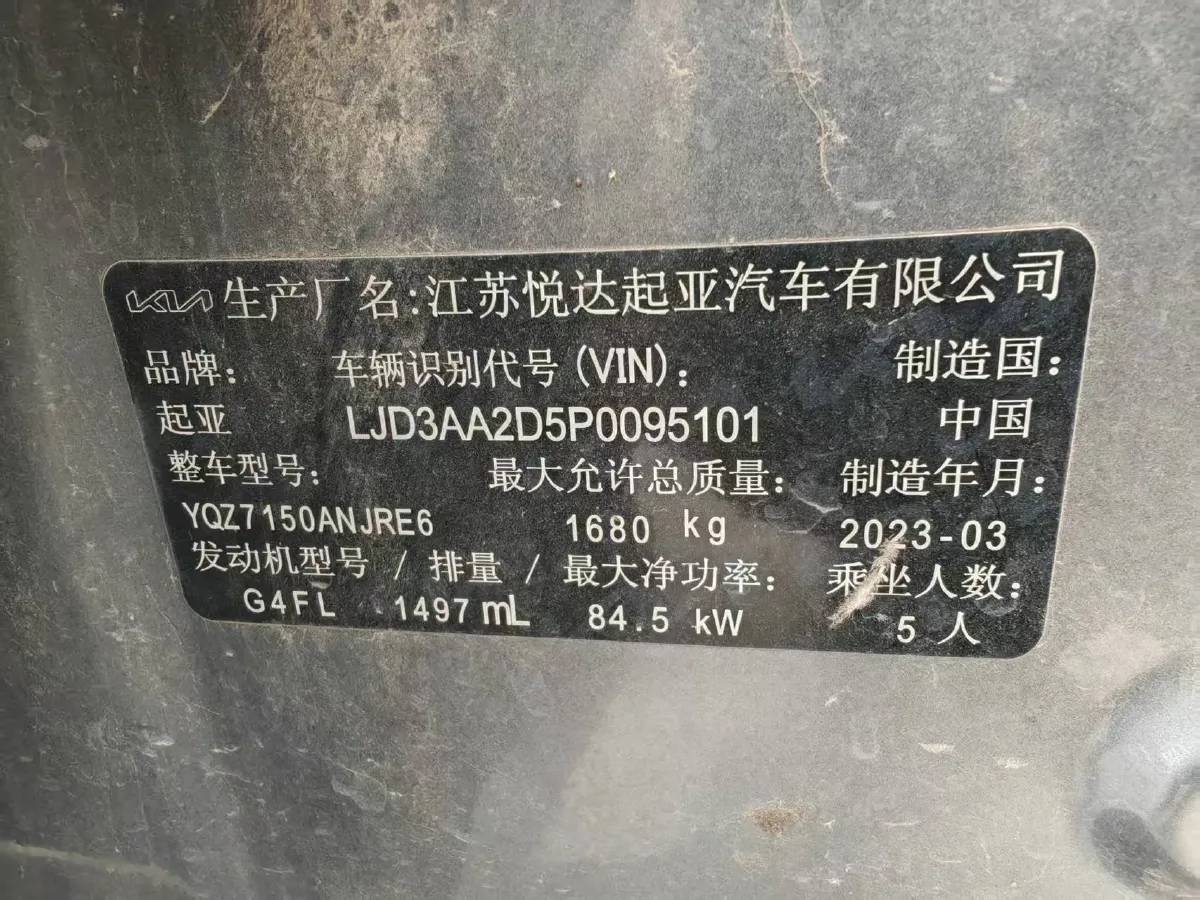 KIA 生产厂名:江苏悦达起亚汽车有限公司
品牌: 车辆识别代号(VIN): 制造国:
起亚 LJD3AA2D5P0095101 中国
整车型号: 最大允许总质量: 制造年月:
YQZ7150ANJRE6 1680 kg 2023-03
发动机型号 / 排量 / 最大净功率: 乘坐人数:
G4FL 1497 mL 84.5 kW 5 人